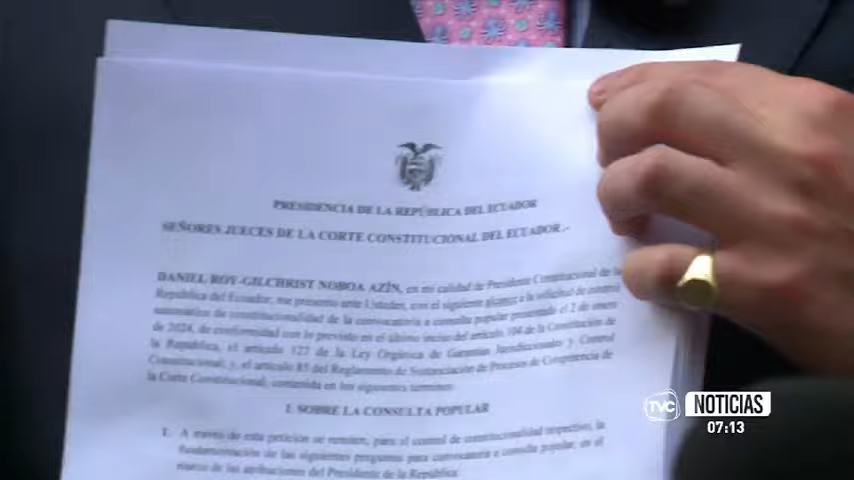 PRESIDENCIA DE LA REPÚBLICA DEL ECUADOR
SEÑORES JUECES DE LA CORTE CONSTITUCIONAL DEL ECUADOR.-
DANIEL ROY-GILCHRIST NOBOA AZÍN, en mi calidad de Presidente Constitucional de la
República del Ecuador, me presento ante Ustedes, con el siguiente alcance a la solicitud de control
automático de constitucionalidad de la convocatoria a consulta popular presentado el 2 de enero
de 2024, de conformidad con lo previsto en el último inciso del artículo 104 de la Constitución de
la República, el artículo 127 de la Ley Orgánica de Garantías Jurisdiccionales y Control
Constitucional; y, el artículo 85 del Reglamento de Sustanciación de Procesos de Competencia de
la Corte Constitucional, contenida en los siguientes términos:
I. SOBRE LA CONSULTA POPULAR
1. A través de esta petición se remiten, para el control de constitucionalidad respectivo, la
fundamentación de las siguientes preguntas para convocatoria a consulta popular, en el
marco de las atribuciones del Presidente de la República.
TVC NOTICIAS
07:13